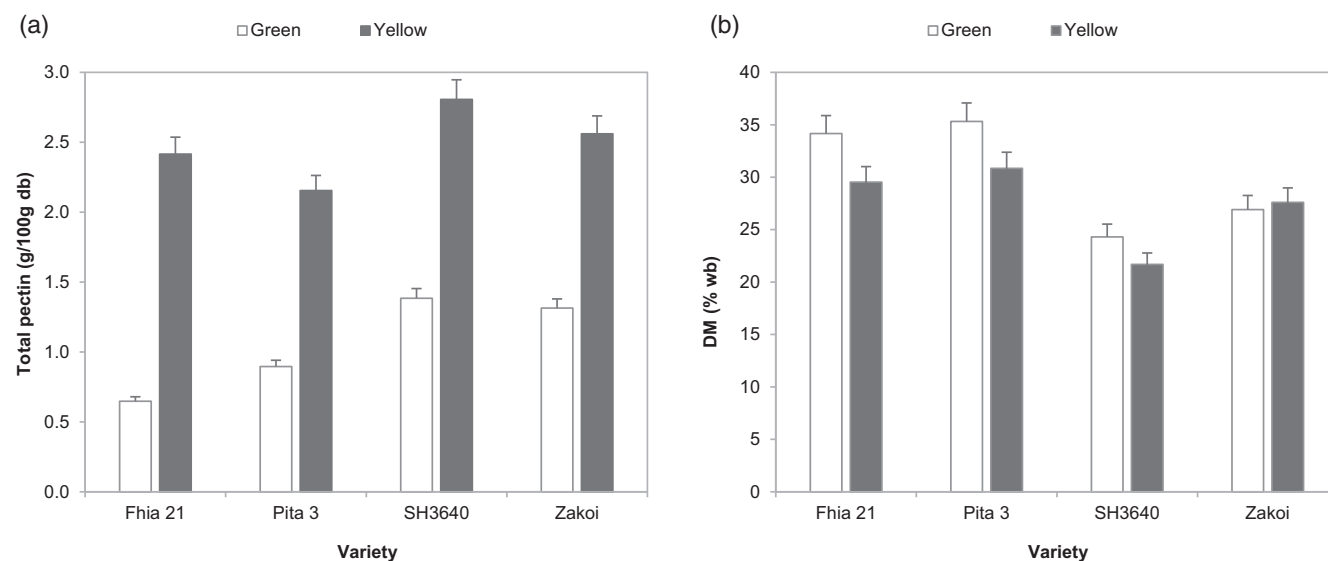 (a)
Green Yellow
3.0
2.5
2.0
1.5
1.0
0.5
0.0
Total pectin (g/100g db)
Fhia 21 Pita 3 SH3640 Zakoi
Variety
(b)
Green Yellow
40
35
30
25
20
15
10
5
0
DM (% wb)
Fhia 21 Pita 3 SH3640 Zakoi
Variety